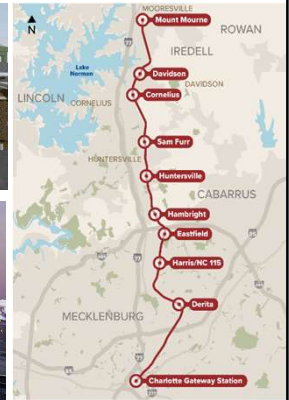 MOORESVILLE
Mount Mourne
ROWAN
IREDELL
N
77
Lake
Norman
Davidson
DAVIDSON
LINCOLN
CORNELIUS
Cornelius
Sam Furr
HUNTERSVILLE
Huntersville
CABARRUS
Hambright
Eastfield
Harris/NC 115
Derita
MECKLENBURG
Charlotte Gateway Station